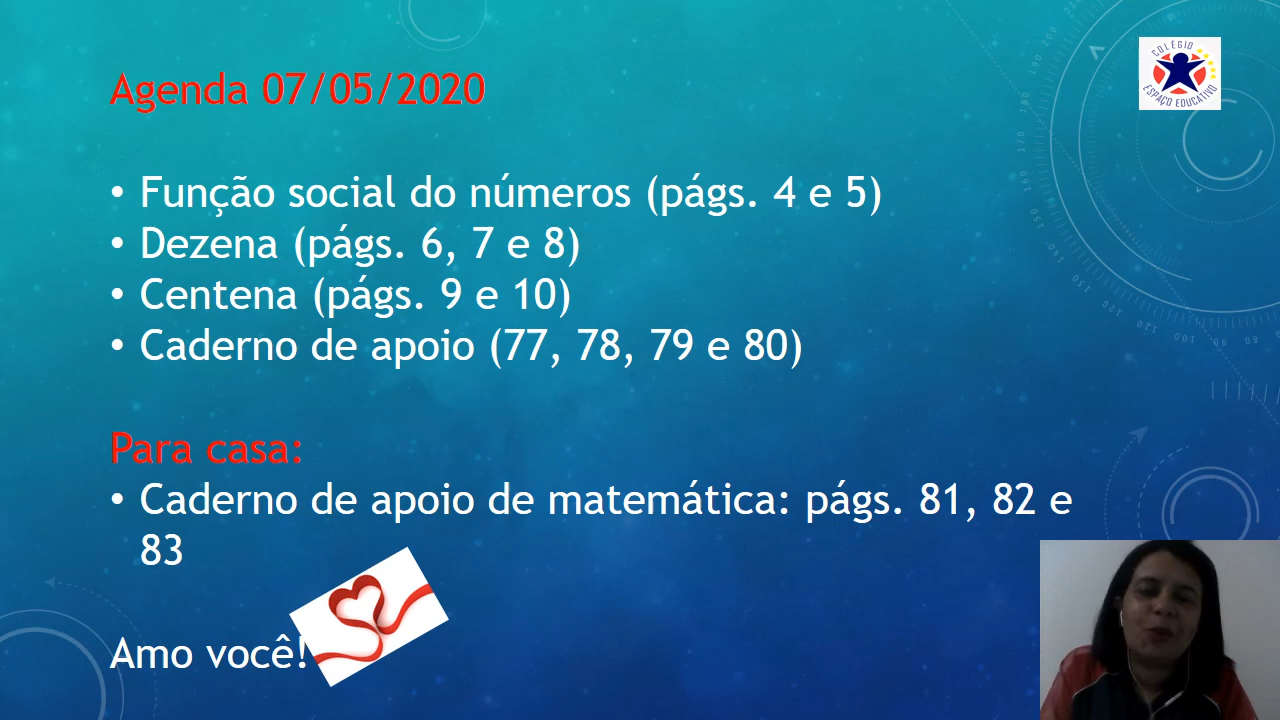 Agenda 07/05/2020
COLÉGIO
ESPAÇO EDUCATIVO
• Função social do números (págs. 4 e 5)
• Dezena (págs. 6, 7 e 8)
• Centena (págs. 9 e 10)
• Caderno de apoio (77, 78, 79 e 80)
Para casa:
• Caderno de apoio de matemática: págs. 81, 82 e
83
Amo você!